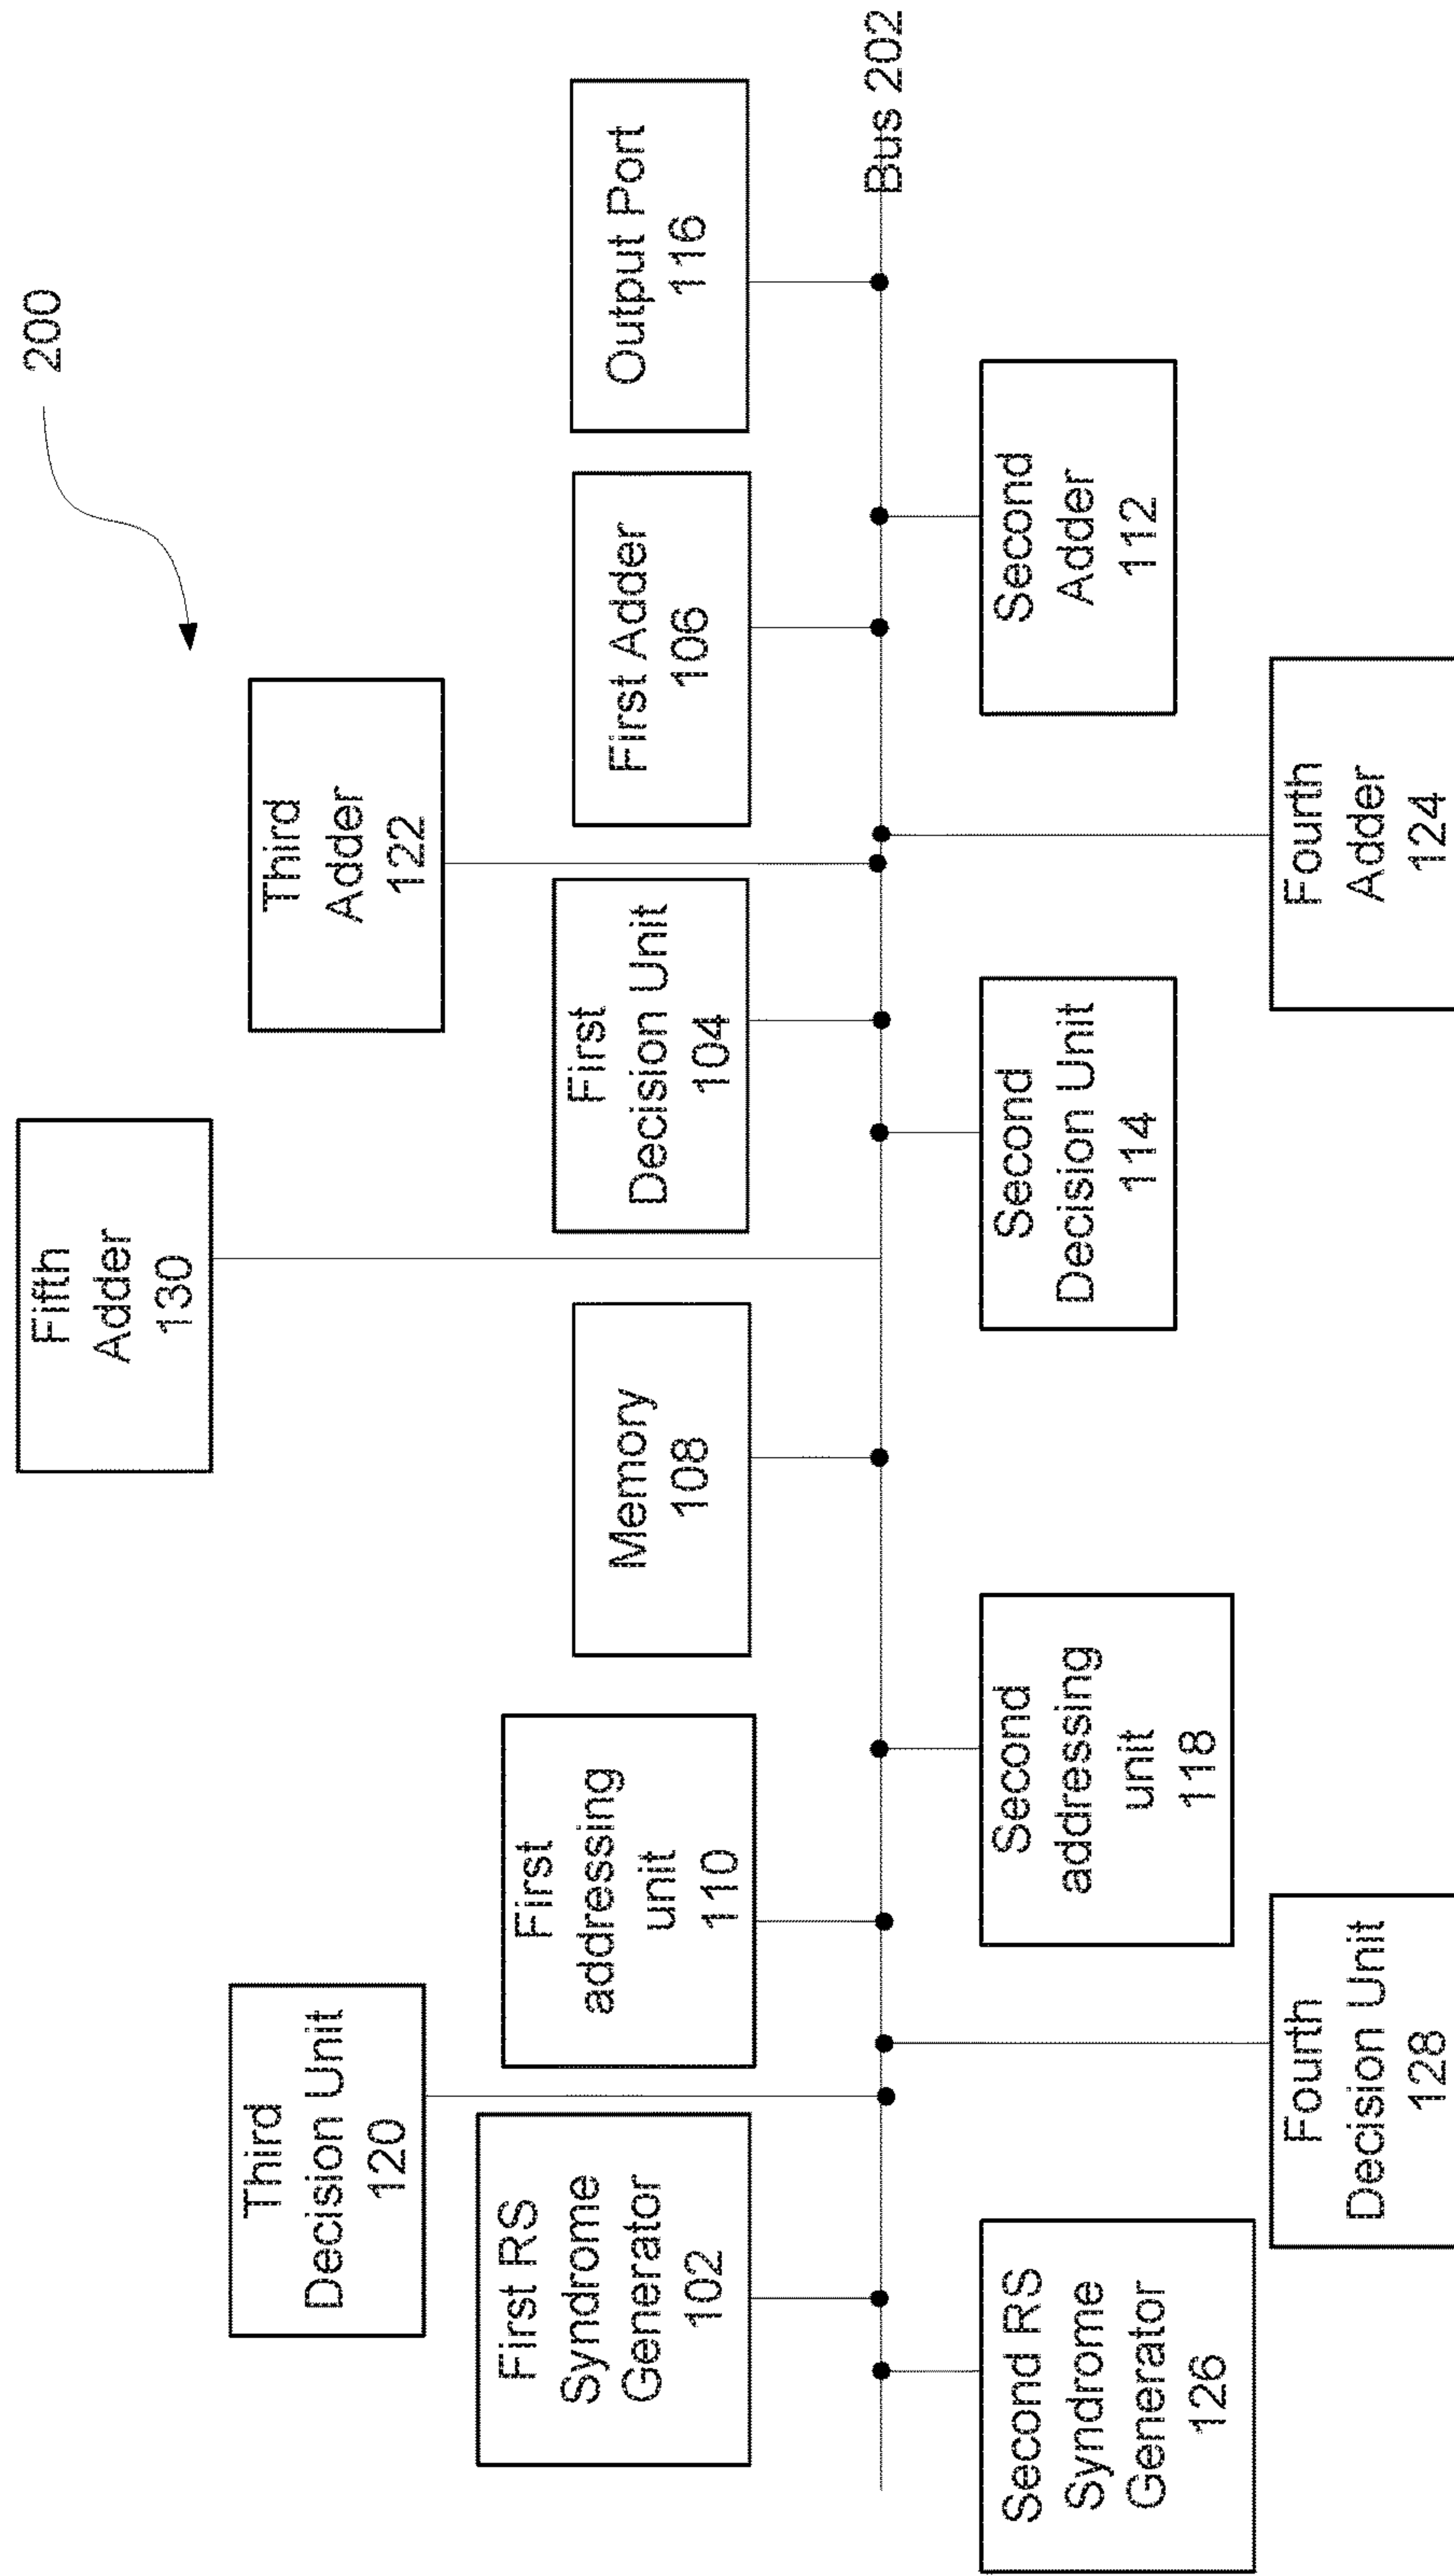 200
Fifth
Adder
130
Third
Adder
122
Third
Decision Unit
120
First RS
Syndrome
Generator
102
First
addressing
unit
110
Memory
108
First
Decision Unit
104
First Adder
106
Output Port
116
Bus 202
Second RS
Syndrome
Generator
126
Second
addressing
unit
118
Second
Decision Unit
114
Second
Adder
112
Fourth
Decision Unit
128
Fourth
Adder
124